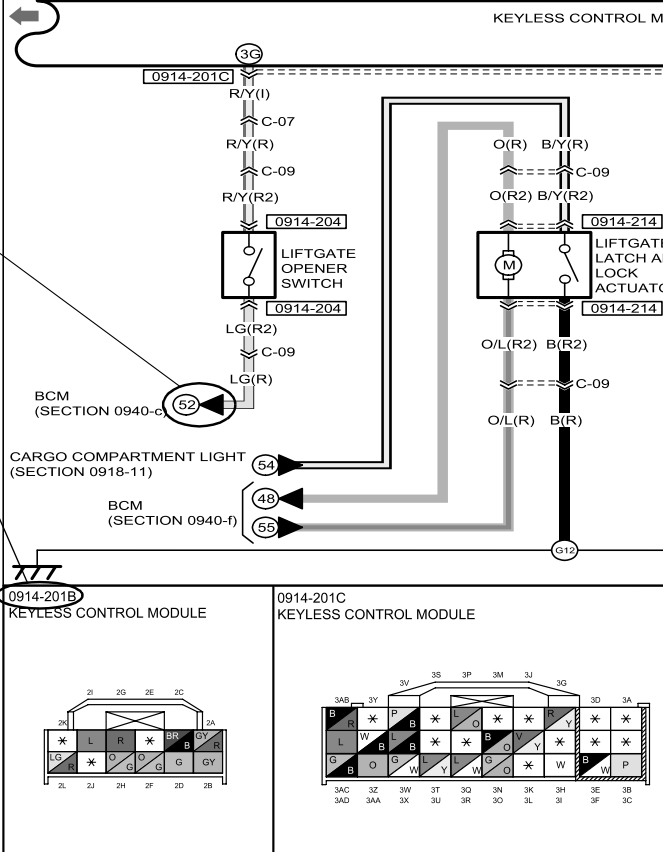 KEYLESS CONTROL M
3G
0914-201C
R/Y(I)
C-07
R/Y(R)
O(R) B/Y(R)
C-09
C-09
R/Y(R2)
O(R2) B/Y(R2)
0914-204
0914-214
LIFTGATE
OPENER
SWITCH
M
LIFTGATE
LATCH A
LOCK
ACTUATO
0914-204
0914-214
LG(R2)
O/L(R2) B(R2)
C-09
LG(R)
C-09
BCM
(SECTION 0940-c)
52
O/L(R) B(R)
CARGO COMPARTMENT LIGHT
(SECTION 0918-11)
54
BCM
(SECTION 0940-f)
48
55
G12
0914-201B
KEYLESS CONTROL MODULE
2I 2G 2E 2C
2K 2A
* L R * BR B GY R
LG R * O G O G G GY
2L 2J 2H 2F 2D 2B
0914-201C
KEYLESS CONTROL MODULE
3S 3P 3M 3J
3V 3G
3AB 3Y 3D 3A
B R * P B * L O * * R Y * *
L W B L B * * B O V Y * * *
G B O G W L Y L W G O * W B W P
3AC 3Z 3W 3T 3Q 3N 3K 3H 3E 3B
3AD 3AA 3X 3U 3R 3O 3L 3I 3F 3C